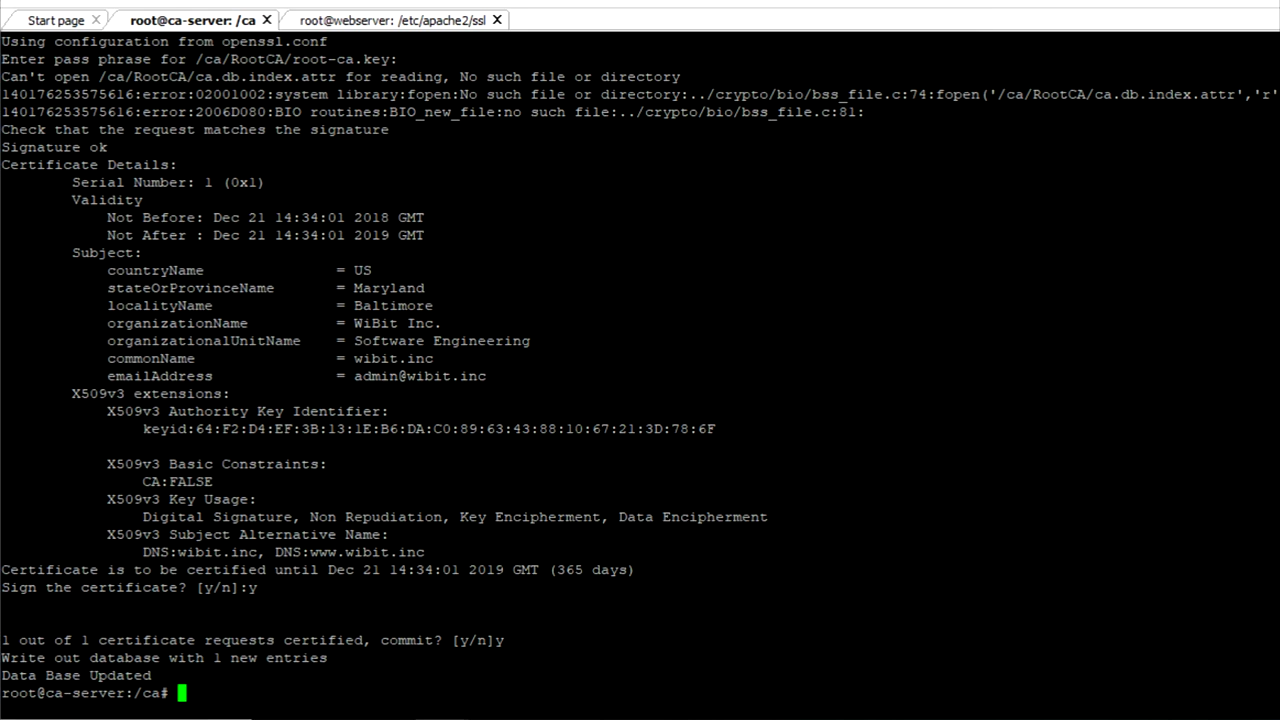 Start page X root@ca-server: /ca X root@webserver: /etc/apache2/ssl X
Using configuration from openssl.conf
Enter pass phrase for /ca/RootCA/root-ca.key:
Can't open /ca/RootCA/ca.db.index.attr for reading, No such file or directory
140176253575616:error:02001002:system library:fopen:No such file or directory:../crypto/bio/bss_file.c:74:fopen('/ca/RootCA/ca.db.index.attr','r'
140176253575616:error:2006D080:BIO routines:BIO_new_file:no such file:../crypto/bio/bss_file.c:81:
Check that the request matches the signature
Signature ok
Certificate Details:
Serial Number: 1 (0x1)
Validity
Not Before: Dec 21 14:34:01 2018 GMT
Not After : Dec 21 14:34:01 2019 GMT
Subject:
countryName = US
stateOrProvinceName = Maryland
localityName = Baltimore
organizationName = WiBit Inc.
organizationalUnitName = Software Engineering
commonName = wibit.inc
emailAddress = admin@wibit.inc
X509v3 extensions:
X509v3 Authority Key Identifier:
keyid:64:F2:D4:EF:3B:13:1E:B6:DA:C0:89:63:43:88:10:67:21:3D:78:6F
X509v3 Basic Constraints:
CA:FALSE
X509v3 Key Usage:
Digital Signature, Non Repudiation, Key Encipherment, Data Encipherment
X509v3 Subject Alternative Name:
DNS:wibit.inc, DNS:www.wibit.inc
Certificate is to be certified until Dec 21 14:34:01 2019 GMT (365 days)
Sign the certificate? [y/n]:y
1 out of 1 certificate requests certified, commit? [y/n]y
Write out database with 1 new entries
Data Base Updated
root@ca-server:/ca#